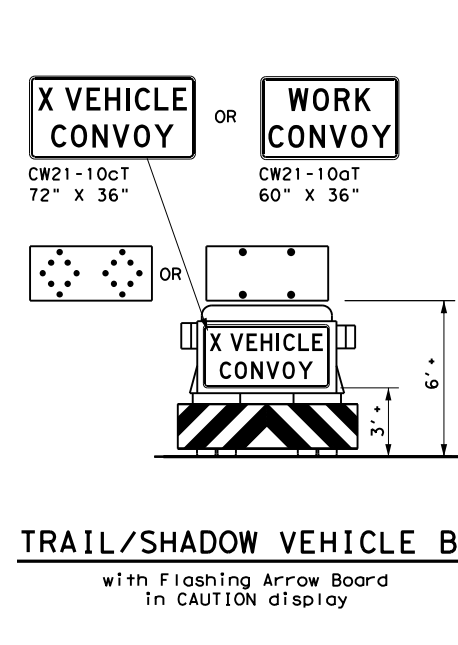 X VEHICLE
CONVOY
OR
WORK
CONVOY
CW21-10cT
72" X 36"
CW21-10aT
60" X 36"
OR
X VEHICLE
CONVOY
6' +
3' +
TRAIL/SHADOW VEHICLE B
with Flashing Arrow Board
in CAUTION display